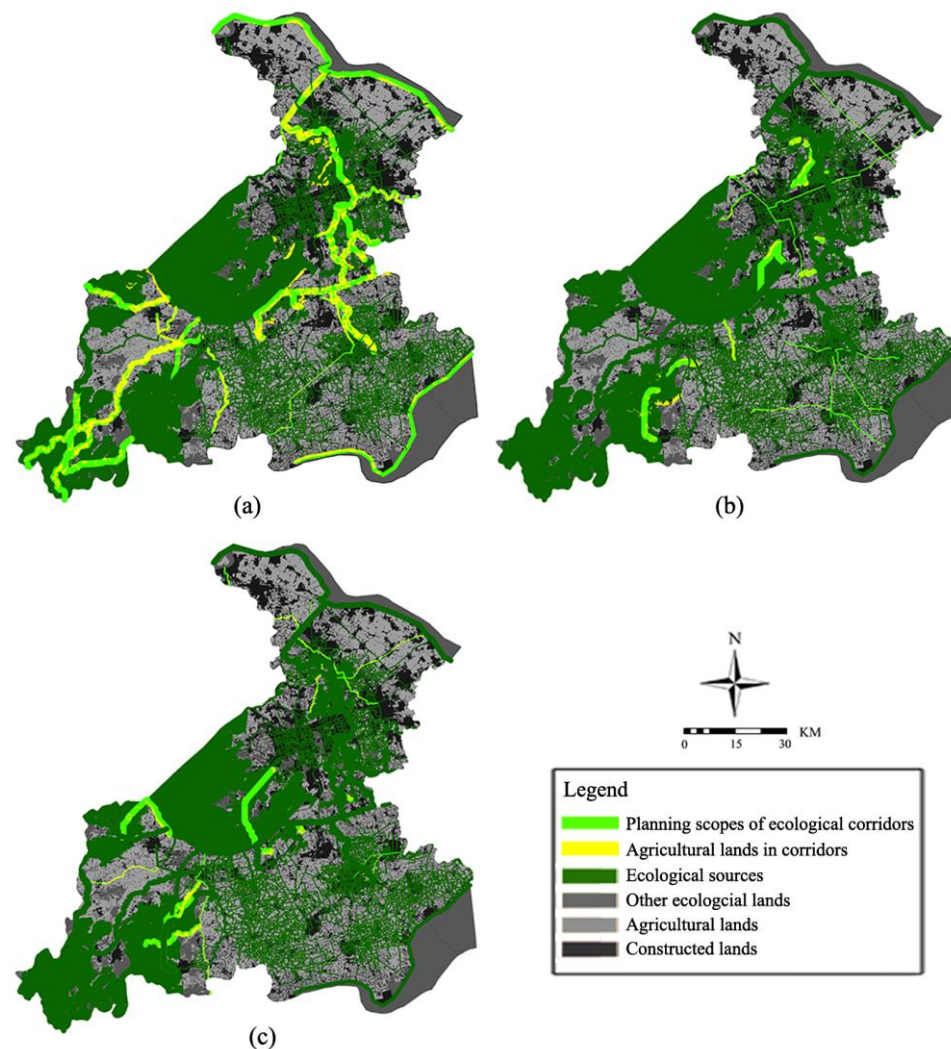 (a)
(b)
(c)
N
KM
0 15 30
Legend
Planning scopes of ecological corridors
Agricultural lands in corridors
Ecological sources
Other ecologcial lands
Agricultural lands
Constructed lands